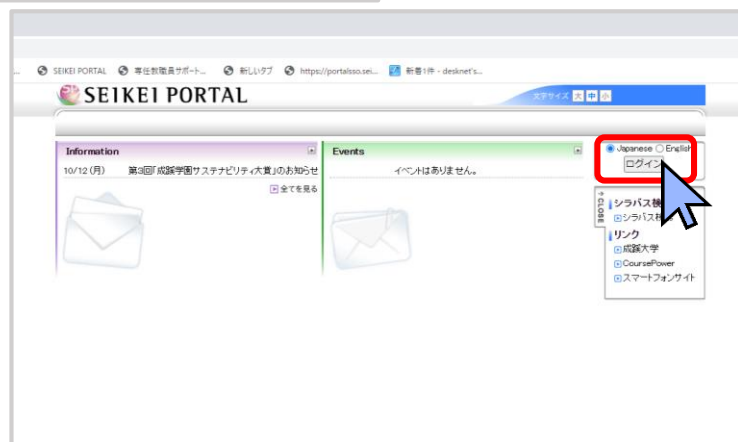 SEIKEI PORTAL 専任教職員サポート... 新しいタブ https://portalsso.sei... 新着1件 - desknet's...
SEIKEI PORTAL
文字サイズ 大 中 小
Information
Events
Japanese English
ログイン
10/12(月) 第3回「成蹊学園サステナビリティ大賞」のお知らせ
全てを見る
イベントはありません。
CLOSE
シラバス検
シラバス検
リンク
成蹊大学
CoursePower
スマートフォンサイト